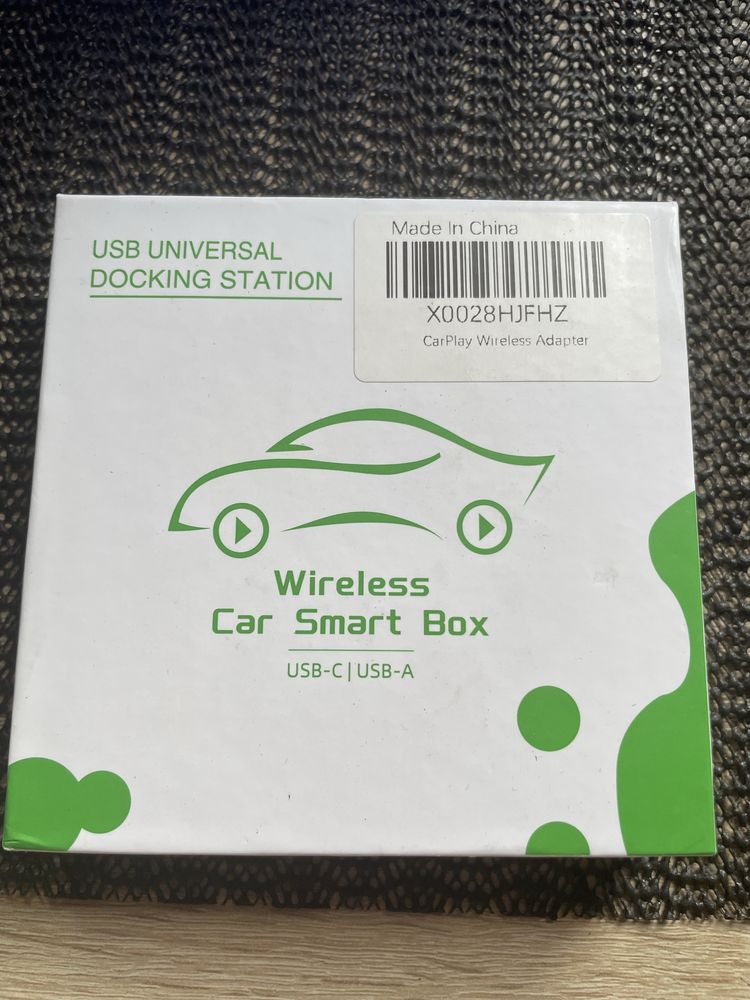 USB UNIVERSAL
DOCKING STATION
Made In China
X0028HJFHZ
CarPlay Wireless Adapter
Wireless
Car Smart Box
USB-C|USB-A